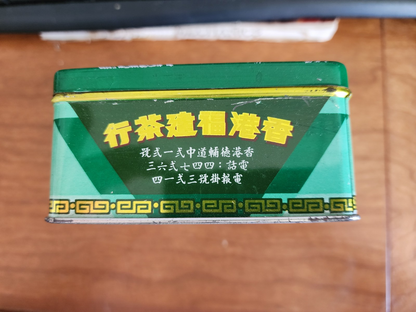 香港福建茶行
香港德輔道中弍一弍號
電話：四四七弍六三
電報掛號三弍一四